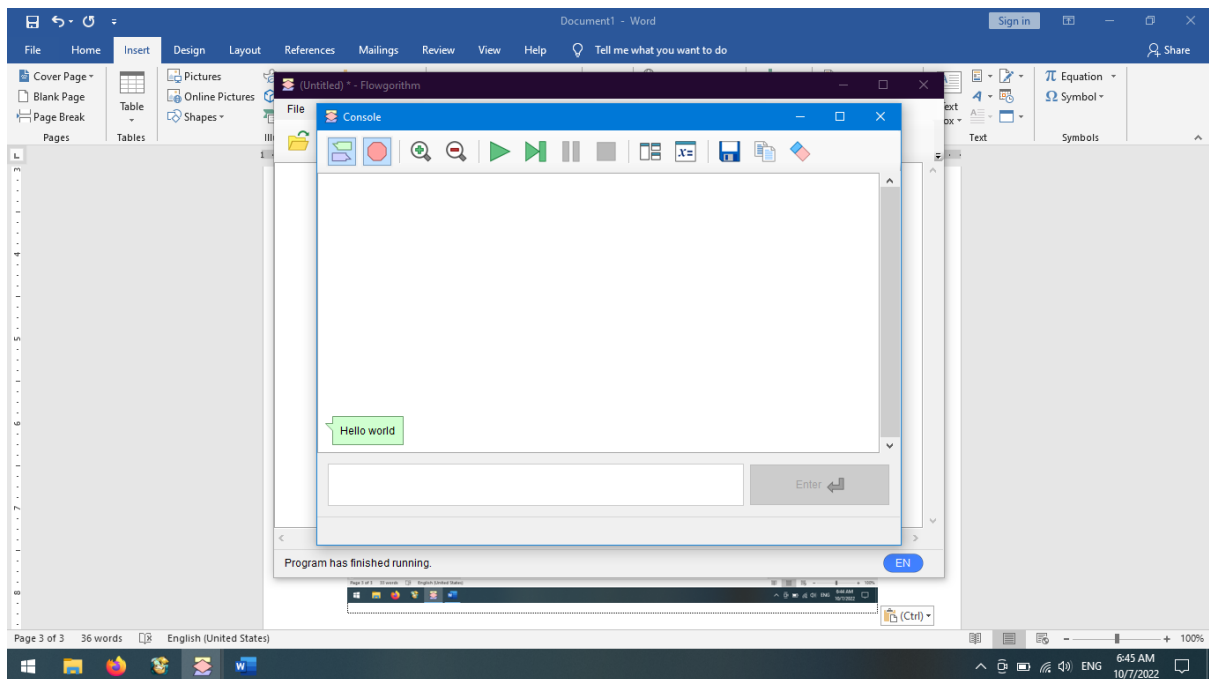 Document1 - Word
Sign in
File Home Insert Design Layout References Mailings Review View Help Tell me what you want to do Share
Cover Page
Blank Page
Page Break
Pages
Table
Tables
Pictures
Online Pictures
Shapes
Equation
Symbol
Symbols
Text
(Untitled) * - Flowgorithm
File
Console
x=
Hello world
Enter
Program has finished running.
EN
(Ctrl)
Page 3 of 3 36 words English (United States)
100%
ENG
6:45 AM
10/7/2022